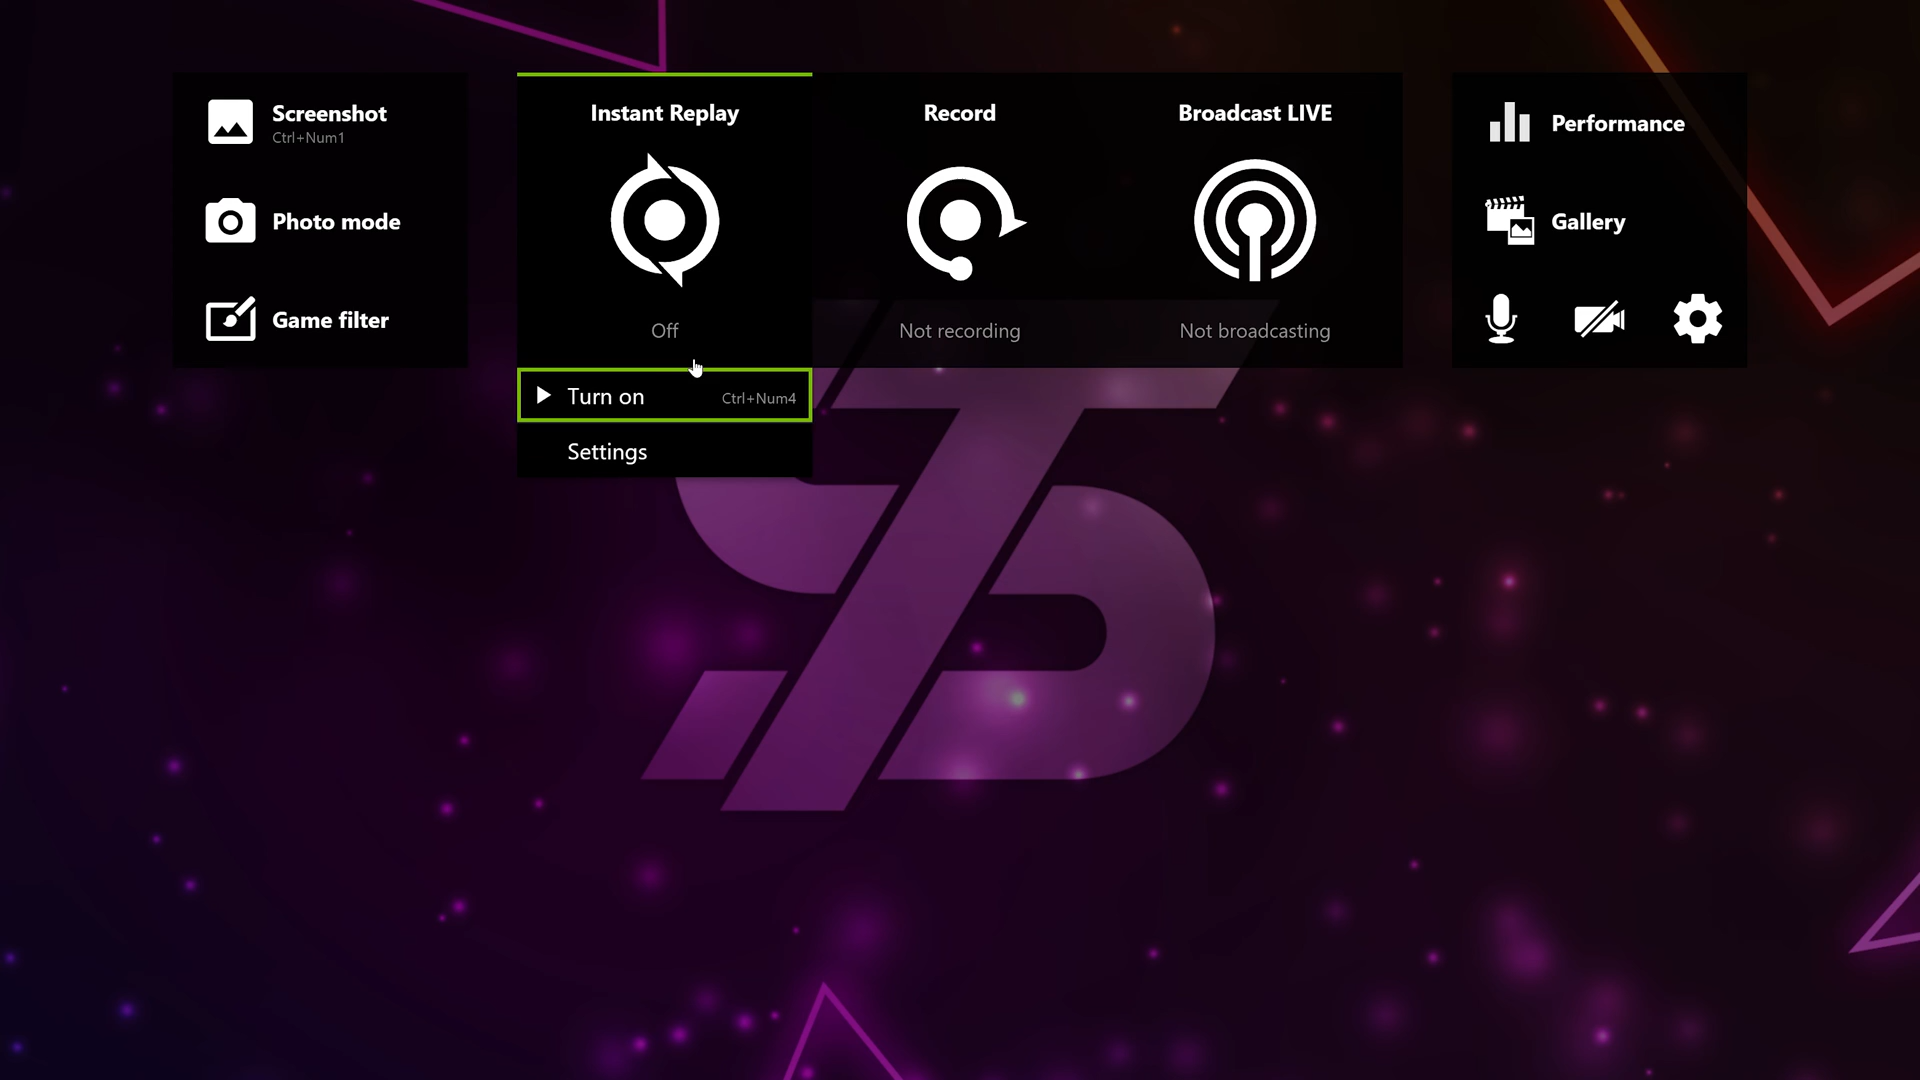 Screenshot
Ctrl+Num1
Photo mode
Game filter
Instant Replay
Off
Turn on Ctrl+Num4
Settings
Record
Not recording
Broadcast LIVE
Not broadcasting
Performance
Gallery